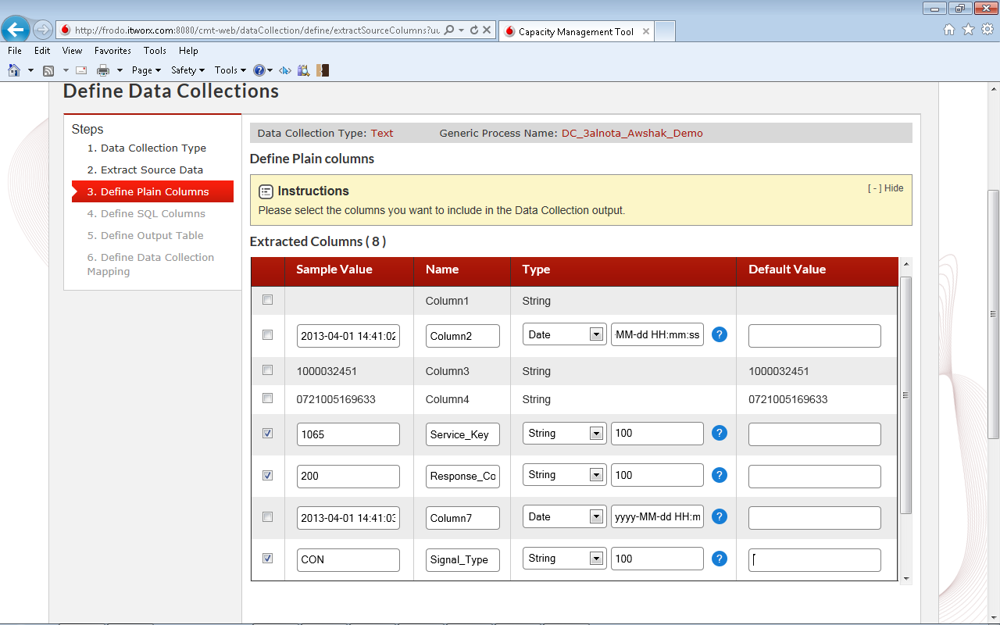 http://frodo.itworx.com:8080/cmt-web/dataCollection/define/extractSourceColumns?uu
Capacity Management Tool
File Edit View Favorites Tools Help
Page Safety Tools
Define Data Collections
Steps
1. Data Collection Type
2. Extract Source Data
3. Define Plain Columns
4. Define SQL Columns
5. Define Output Table
6. Define Data Collection
Mapping
Data Collection Type: Text Generic Process Name: DC_3alnota_Awshak_Demo
Define Plain columns
Instructions [ - ] Hide
Please select the columns you want to include in the Data Collection output.
Extracted Columns ( 8 )
Sample Value Name Type Default Value
Column1 String
2013-04-01 14:41:02 Column2 Date -MM-dd HH:mm:ss ?
1000032451 Column3 String 1000032451
0721005169633 Column4 String 0721005169633
1065 Service_Key String 100 ?
200 Response_Co String 100 ?
2013-04-01 14:41:03 Column7 Date yyyy-MM-dd HH:m ?
CON Signal_Type String 100 ?